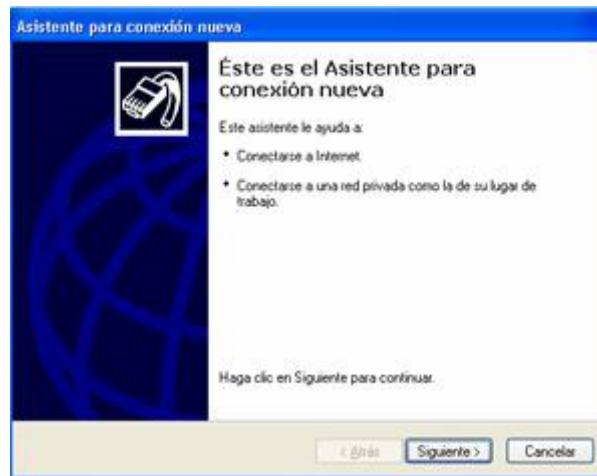 Asistente para conexión nueva
Éste es el Asistente para
conexión nueva
Este asistente le ayuda a:
• Conectarse a Internet.
• Conectarse a una red privada como la de su lugar de
trabajo.
Haga clic en Siguiente para continuar.
< Atrás Siguiente > Cancelar